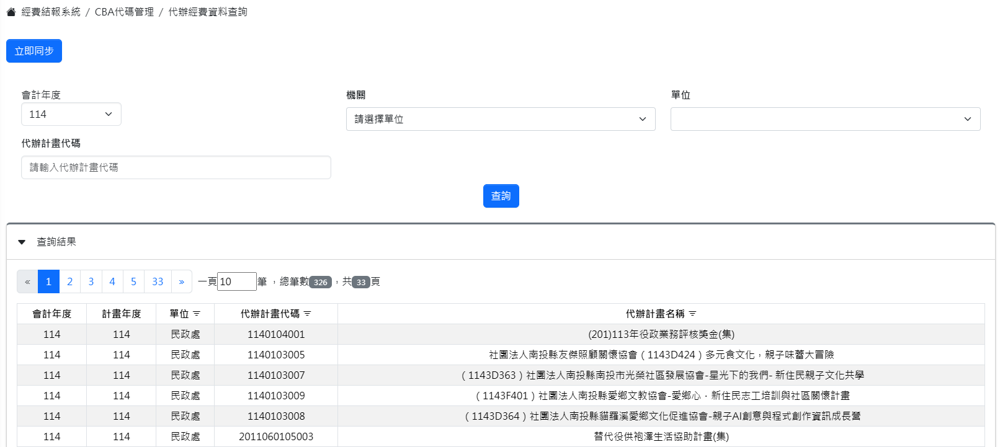 經費結報系統 / CBA代碼管理 / 代辦經費資料查詢
立即同步
會計年度 機關 單位
114 請選擇單位
代辦計畫代碼
請輸入代辦計畫代碼
查詢
查詢結果
« 1 2 3 4 5 33 » 一頁10筆，總筆數326，共33頁
會計年度 計畫年度 單位 代辦計畫代碼 代辦計畫名稱
114 114 民政處 1140104001 (201)113年役政業務評核獎金(集)
114 114 民政處 1140103005 社團法人南投縣友傑照顧關懷協會（1143D424）多元食文化，親子味蕾大冒險
114 114 民政處 1140103007 （1143D363）社團法人南投縣南投市光榮社區發展協會-星光下的我們- 新住民親子文化共學
114 114 民政處 1140103009 （1143F401）社團法人南投縣愛鄉文教協會-愛鄉心．新住民志工培訓與社區關懷計畫
114 114 民政處 1140103008 （1143D364）社團法人南投縣貓羅溪愛鄉文化促進協會-親子AI創意與程式創作資訊成長營
114 114 民政處 2011060105003 替代役供袍澤生活協助計畫(集)